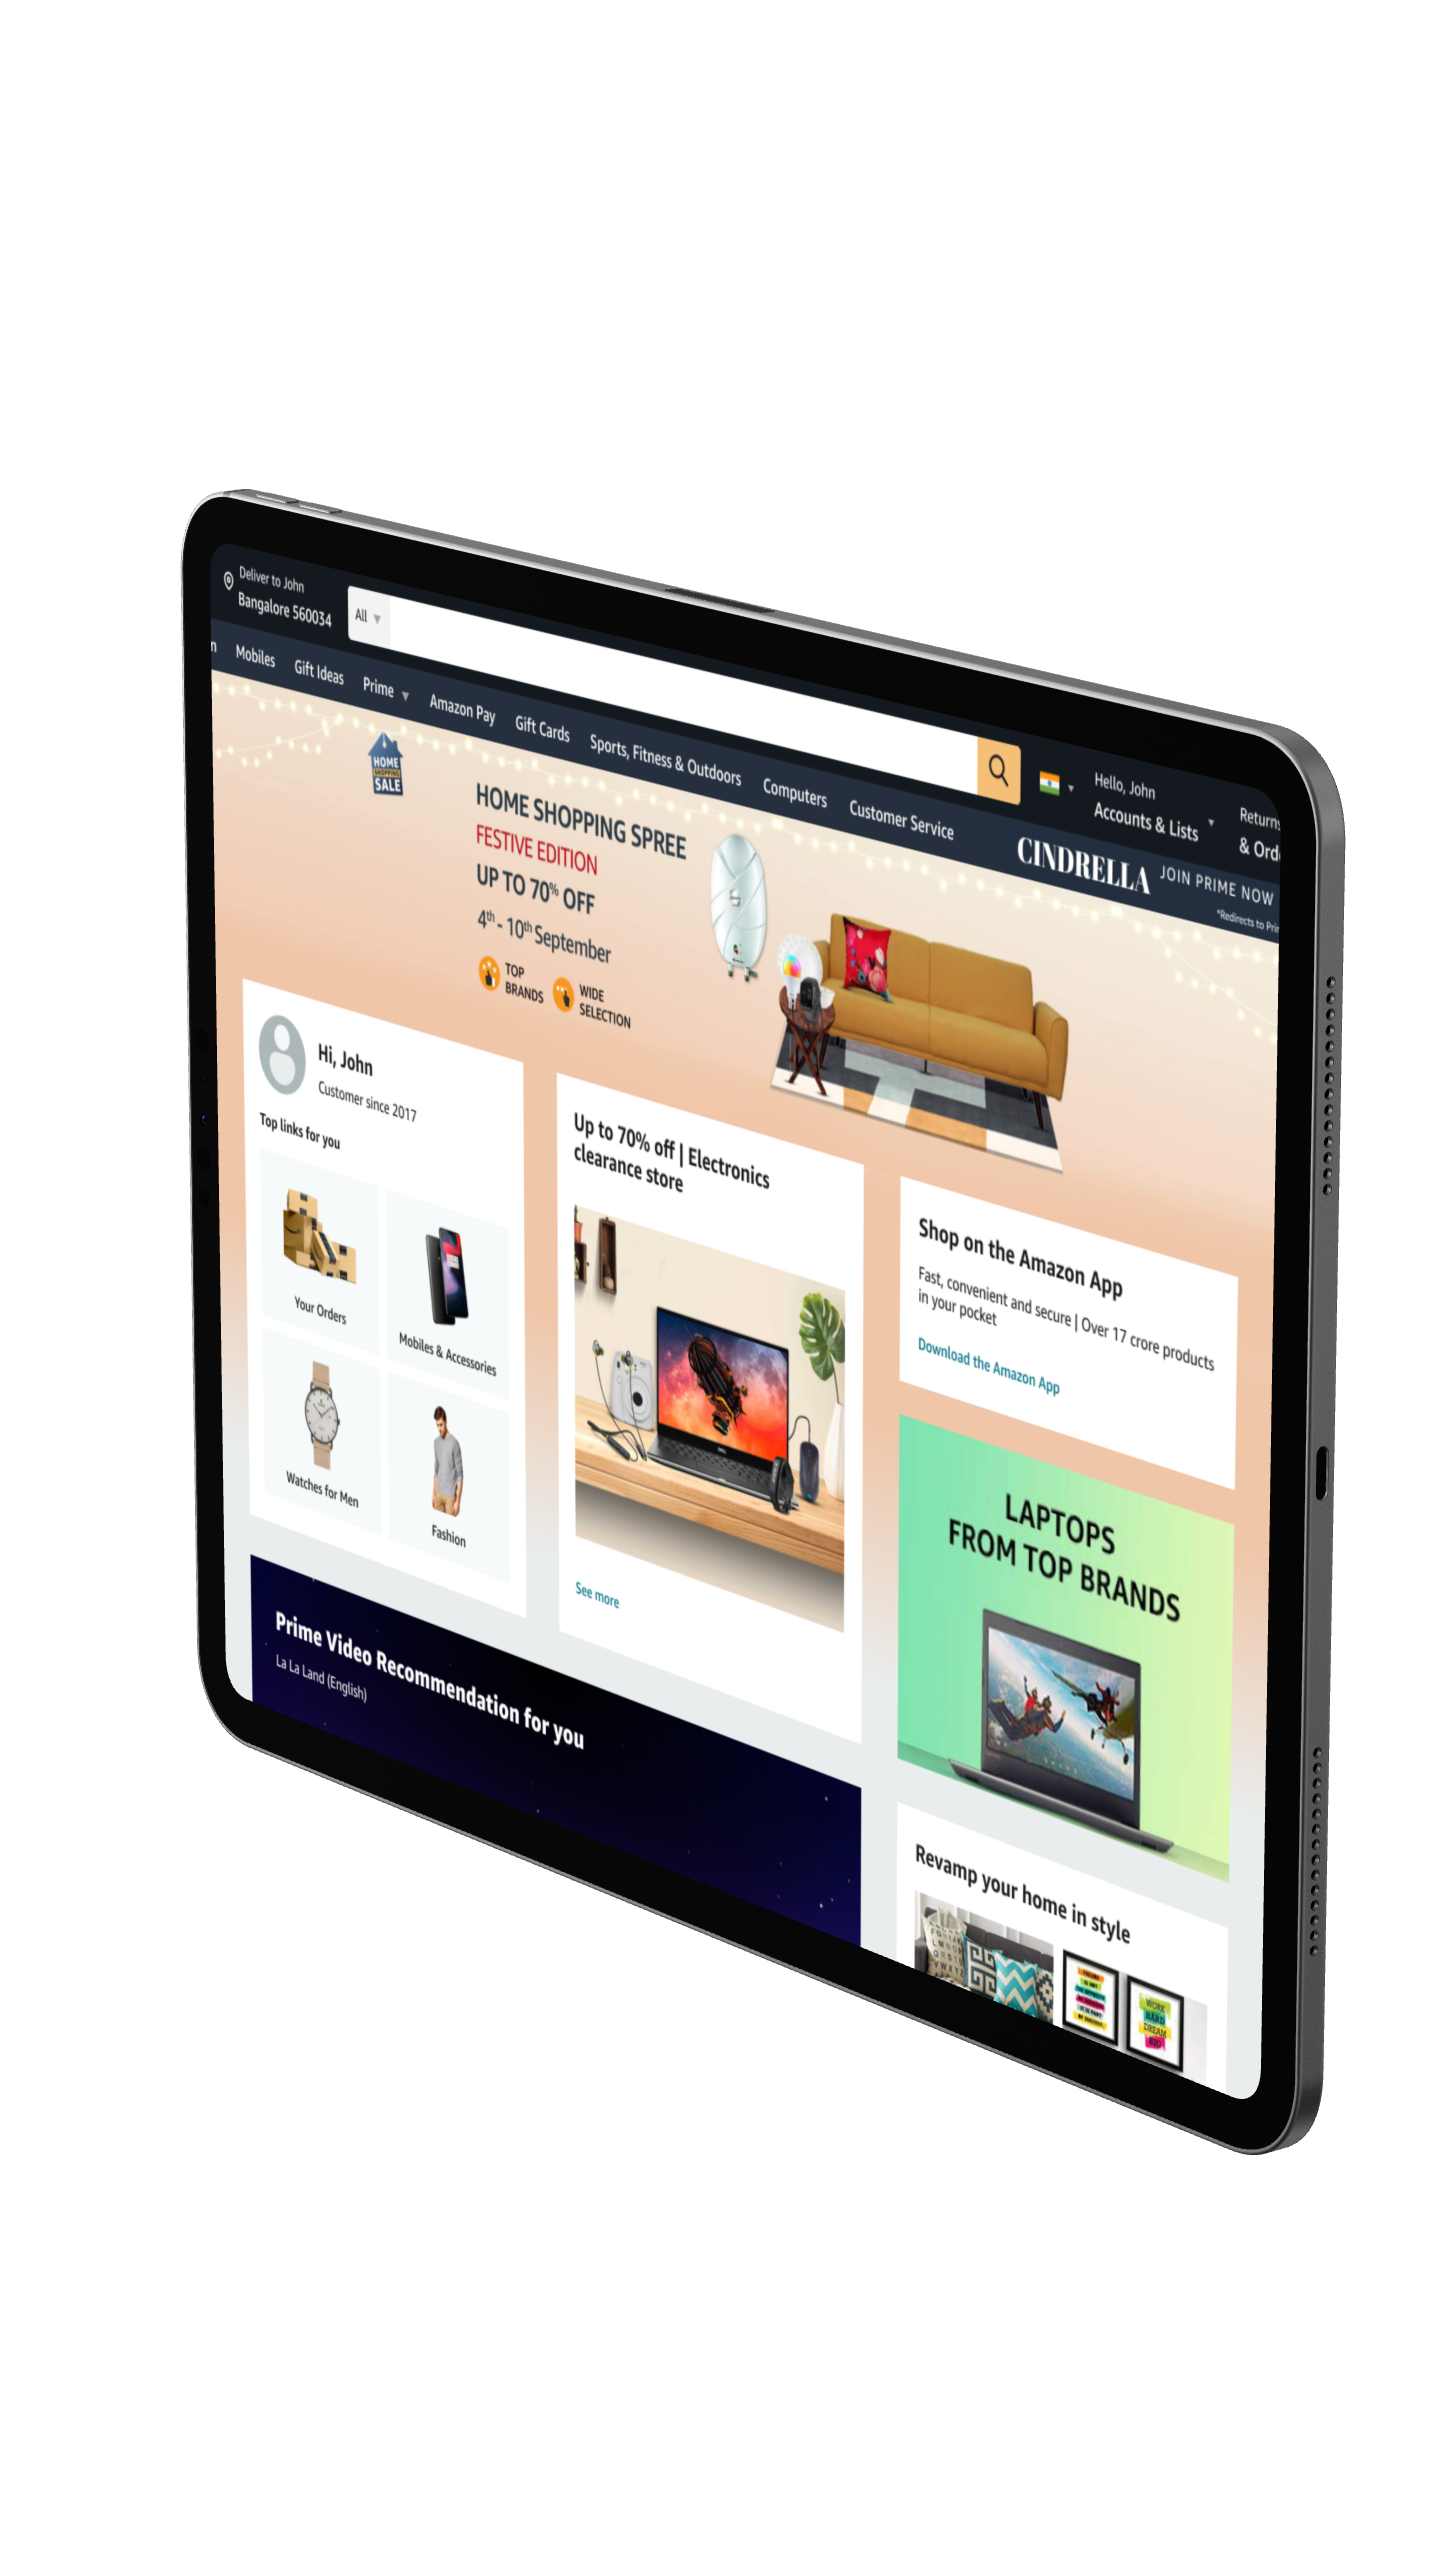 Deliver to John
Bangalore 560034
All
Hello, John
Accounts & Lists
Returns
& Ord
n
Mobiles
Gift Ideas
Prime
Amazon Pay
Gift Cards
Sports, Fitness & Outdoors
Computers
Customer Service
CINDRELLA
JOIN PRIME NOW
*Redirects to Prin
HOME
SHOPPING
SALE
HOME SHOPPING SPREE
FESTIVE EDITION
UP TO 70% OFF
4th - 10th September
TOP
BRANDS
WIDE
SELECTION
Hi, John
Customer since 2017
Top links for you
Your Orders
Mobiles & Accessories
Watches for Men
Fashion
Up to 70% off | Electronics
clearance store
See more
Shop on the Amazon App
Fast, convenient and secure | Over 17 crore products
in your pocket
Download the Amazon App
LAPTOPS
FROM TOP BRANDS
Prime Video Recommendation for you
La La Land (English)
Revamp your home in style
WORK
HARD
DREAM
BIG